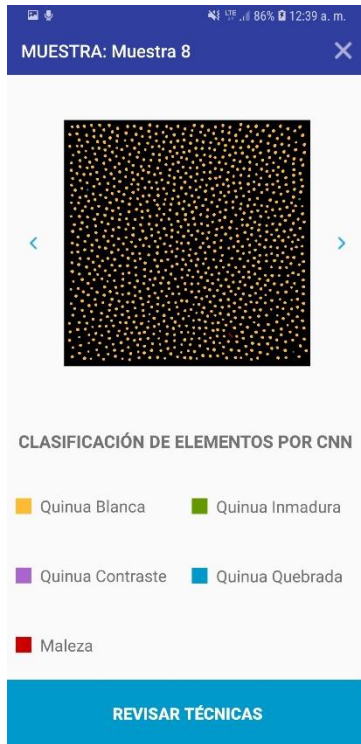 LTE 86% 12:39 a. m.
MUESTRA: Muestra 8
CLASIFICACIÓN DE ELEMENTOS POR CNN
Quinua Blanca
Quinua Inmadura
Quinua Contraste
Quinua Quebrada
Maleza
REVISAR TÉCNICAS